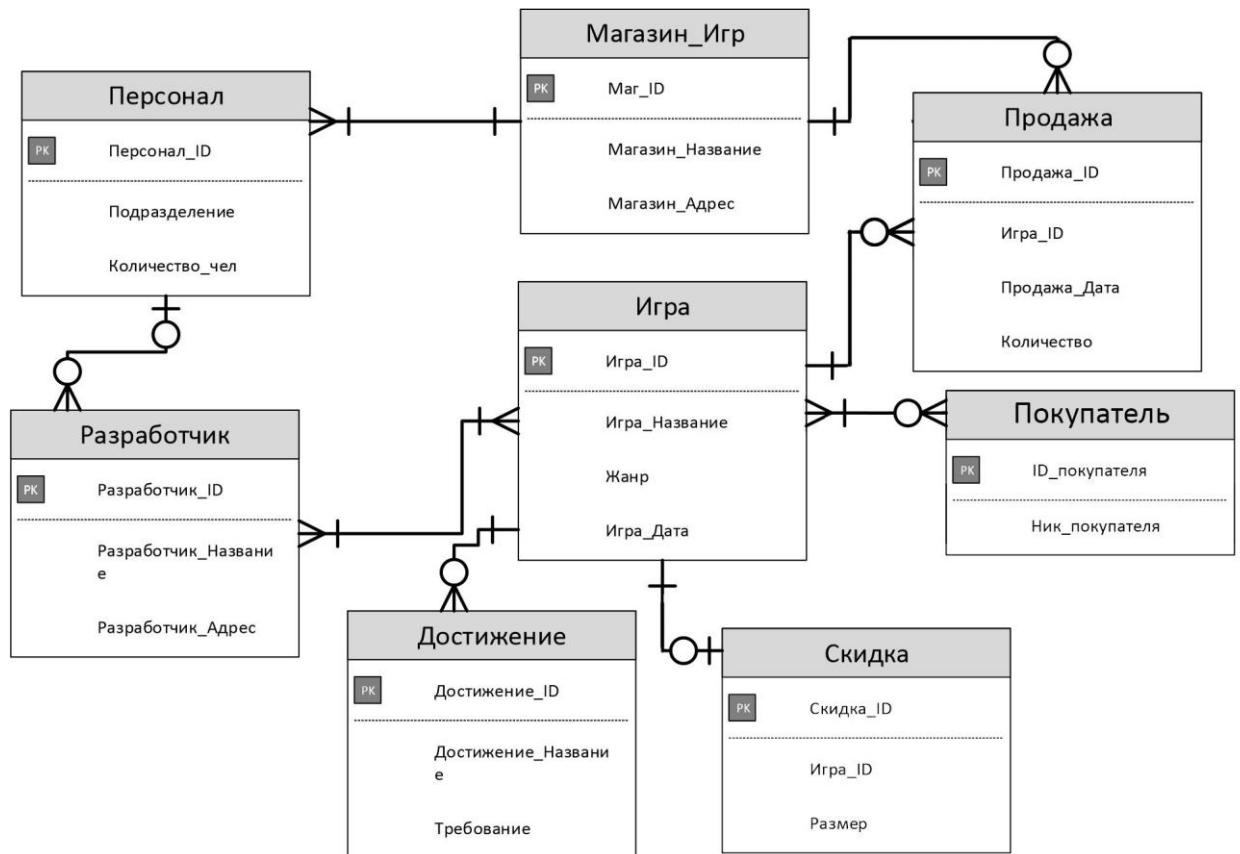 Магазин_Игр
PK Маг_ID
Магазин_Название
Магазин_Адрес
Персонал
PK Персонал_ID
Подразделение
Количество_чел
Продажа
PK Продажа_ID
Игра_ID
Продажа_Дата
Количество
Игра
PK Игра_ID
Игра_Название
Жанр
Игра_Дата
Покупатель
PK ID_покупателя
Ник_покупателя
Разработчик
PK Разработчик_ID
Разработчик_Названи
е
Разработчик_Адрес
Достижение
PK Достижение_ID
Достижение_Названи
е
Требование
Скидка
PK Скидка_ID
Игра_ID
Размер